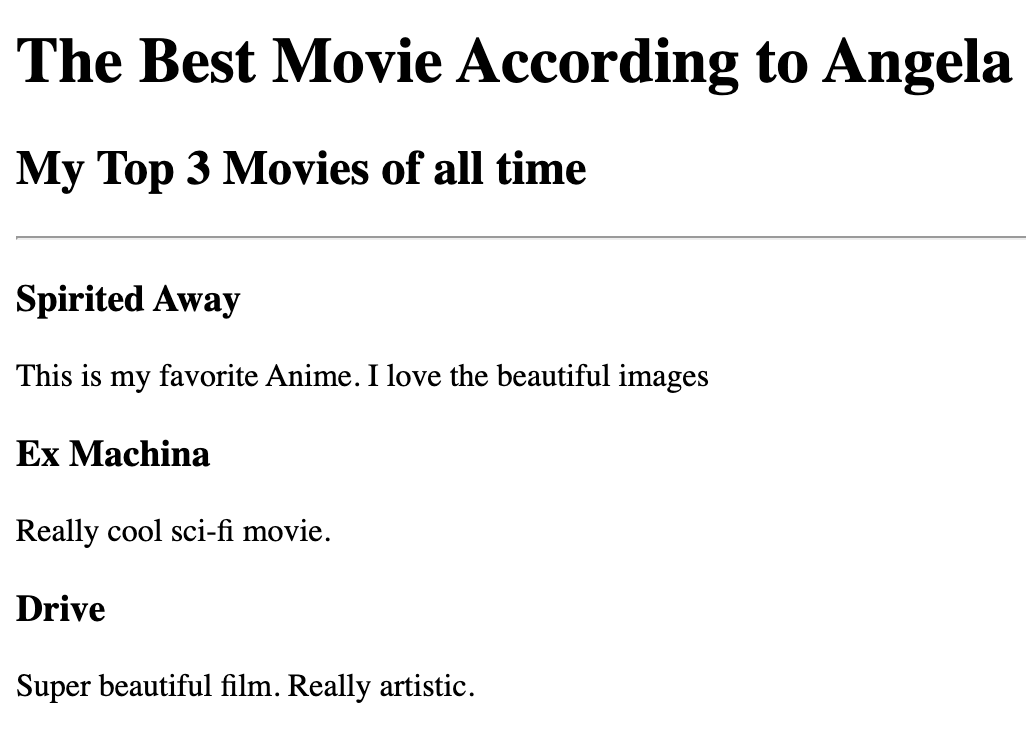 The Best Movie According to Angela
My Top 3 Movies of all time
Spirited Away
This is my favorite Anime. I love the beautiful images
Ex Machina
Really cool sci-fi movie.
Drive
Super beautiful film. Really artistic.